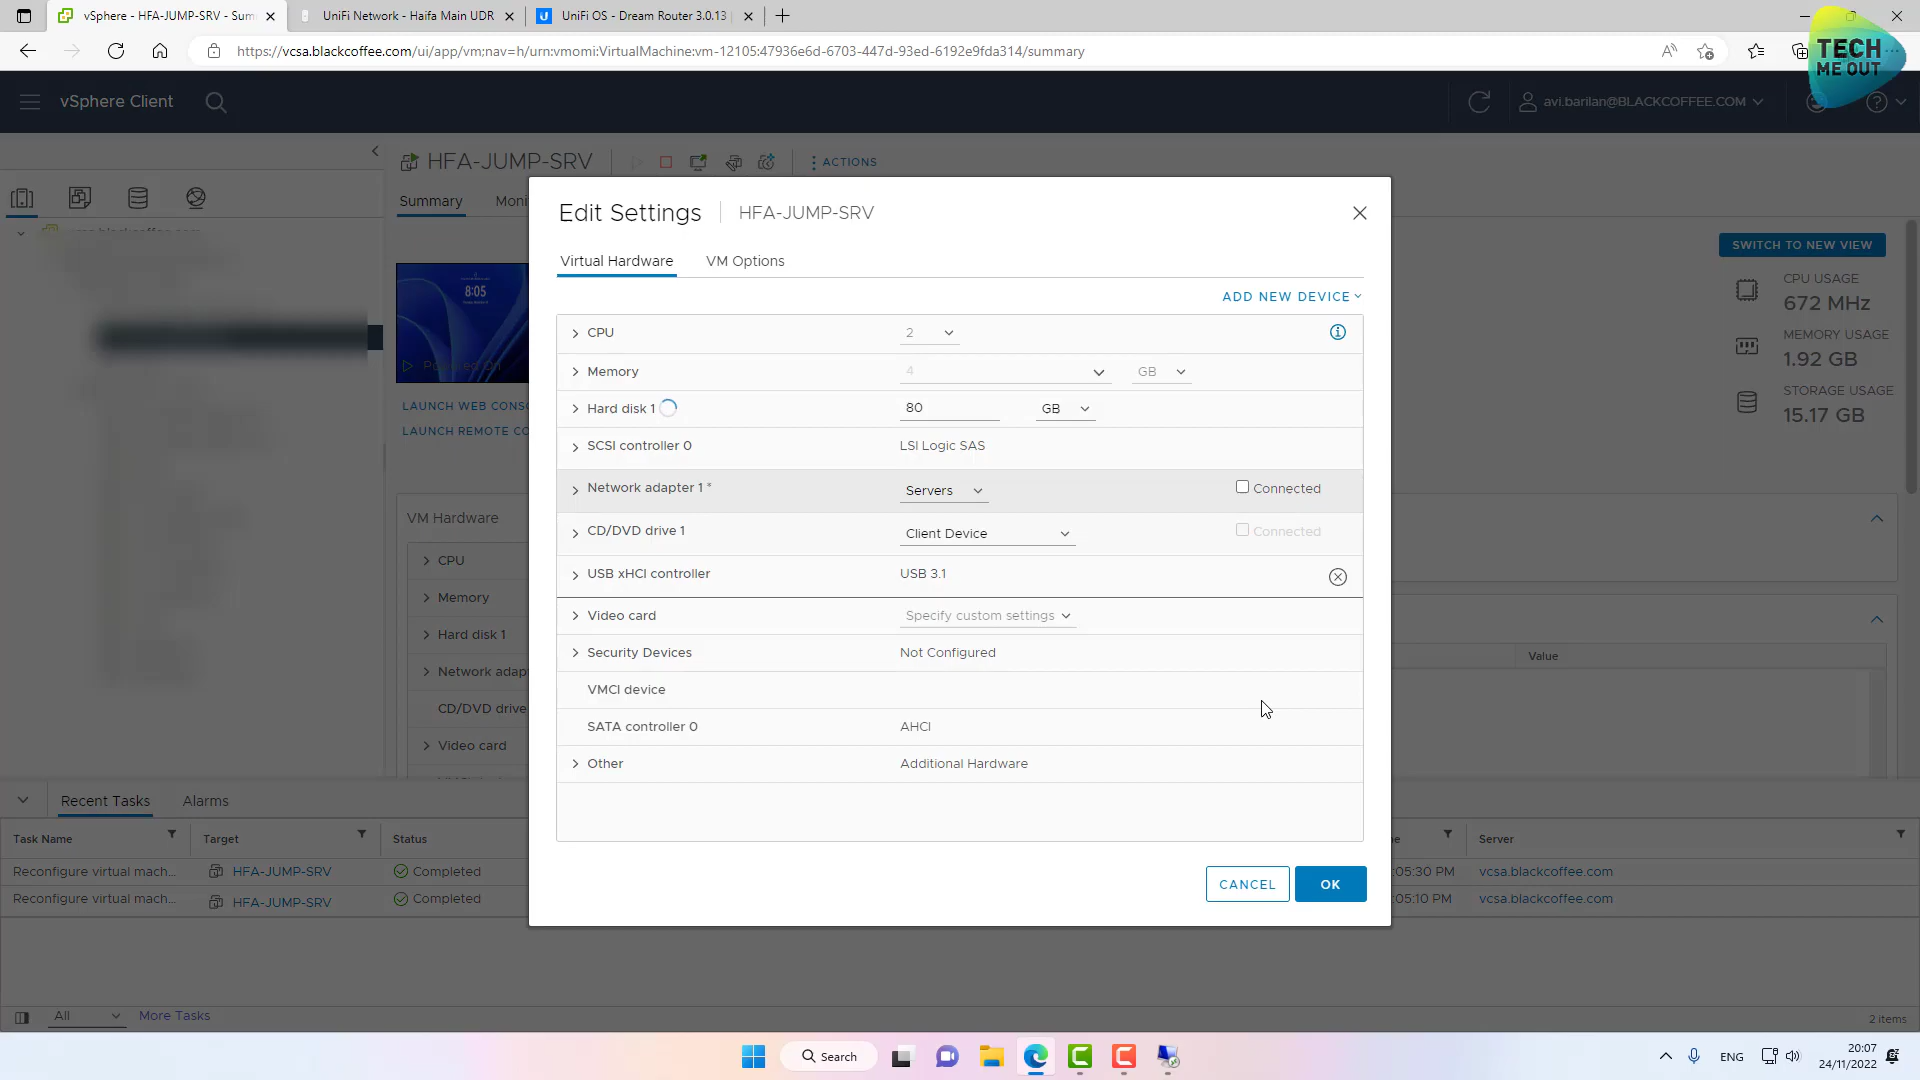 vSphere - HFA-JUMP-SRV - Sum
UniFi Network - Haifa Main UDR
UniFi OS - Dream Router 3.0.13
https://vcsa.blackcoffee.com/ui/app/vm;nav=h/urn:vmomi:VirtualMachine:vm-12105:47936e6d-6703-447d-93ed-6192e9fda314/summary
TECH
ME OUT
vSphere Client
avi.barilan@BLACKCOFFEE.COM
HFA-JUMP-SRV
ACTIONS
Summary
Moni
Edit Settings
HFA-JUMP-SRV
Virtual Hardware
VM Options
ADD NEW DEVICE
SWITCH TO NEW VIEW
CPU USAGE
672 MHz
MEMORY USAGE
1.92 GB
STORAGE USAGE
15.17 GB
8:05
Powered On
LAUNCH WEB CONS
LAUNCH REMOTE CO
CPU 2
Memory 4 GB
Hard disk 1 80 GB
SCSI controller 0 LSI Logic SAS
Network adapter 1 * Servers Connected
CD/DVD drive 1 Client Device Connected
USB xHCI controller USB 3.1
Video card Specify custom settings
Security Devices Not Configured
VMCI device
SATA controller 0 AHCI
Other Additional Hardware
CANCEL
OK
VM Hardware
CPU
Memory
Hard disk 1
Network adap
CD/DVD drive
Video card
Value
Recent Tasks
Alarms
Task Name Target Status Server
Reconfigure virtual mach... HFA-JUMP-SRV Completed :05:30 PM vcsa.blackcoffee.com
Reconfigure virtual mach... HFA-JUMP-SRV Completed :05:10 PM vcsa.blackcoffee.com
All
More Tasks
2 items
Search
ENG
20:07
24/11/2022